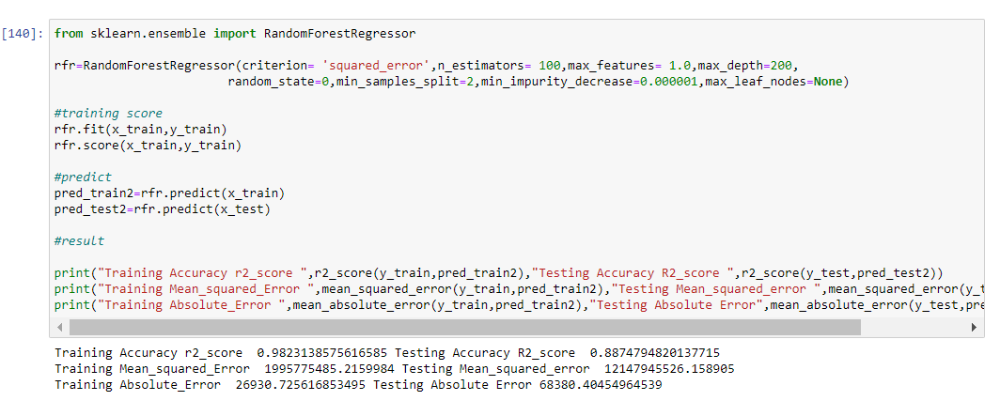 [140]: from sklearn.ensemble import RandomForestRegressor
rfr=RandomForestRegressor(criterion= 'squared_error',n_estimators= 100,max_features= 1.0,max_depth=200,
random_state=0,min_samples_split=2,min_impurity_decrease=0.000001,max_leaf_nodes=None)
#training score
rfr.fit(x_train,y_train)
rfr.score(x_train,y_train)
#predict
pred_train2=rfr.predict(x_train)
pred_test2=rfr.predict(x_test)
#result
print("Training Accuracy r2_score ",r2_score(y_train,pred_train2),"Testing Accuracy R2_score ",r2_score(y_test,pred_test2))
print("Training Mean_squared_Error ",mean_squared_error(y_train,pred_train2),"Testing Mean_squared_error ",mean_squared_error(y_t
print("Training Absolute_Error ",mean_absolute_error(y_train,pred_train2),"Testing Absolute Error",mean_absolute_error(y_test,pre
Training Accuracy r2_score  0.9823138575616585 Testing Accuracy R2_score  0.8874794820137715
Training Mean_squared_Error  1995775485.2159984 Testing Mean_squared_error  12147945526.158905
Training Absolute_Error  26930.725616853495 Testing Absolute Error 68380.40454964539